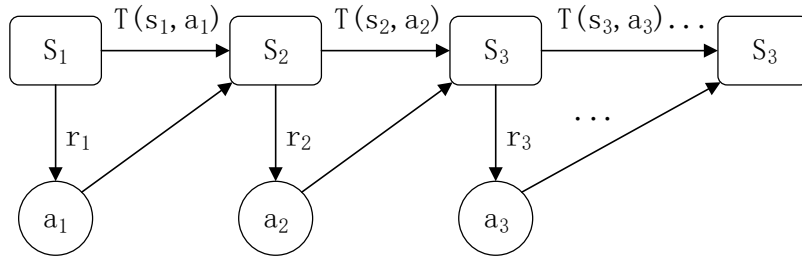 T(s₁, a₁) T(s₂, a₂) T(s₃, a₃)...
S₁ S₂ S₃ S₃
r₁ r₂ r₃ ...
a₁ a₂ a₃